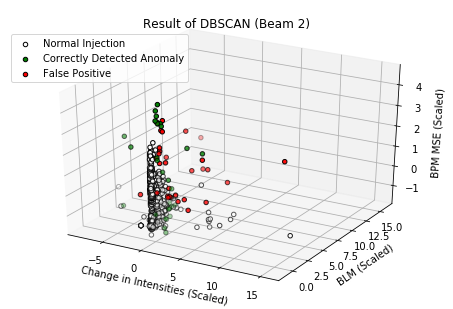 Result of DBSCAN (Beam 2)
Normal Injection
Correctly Detected Anomaly
False Positive
4
3
2
1
0
−1
BPM MSE (Scaled)
15.0
12.5
10.0
7.5
5.0
2.5
0.0
BLM (Scaled)
−5
0
5
10
15
Change in Intensities (Scaled)